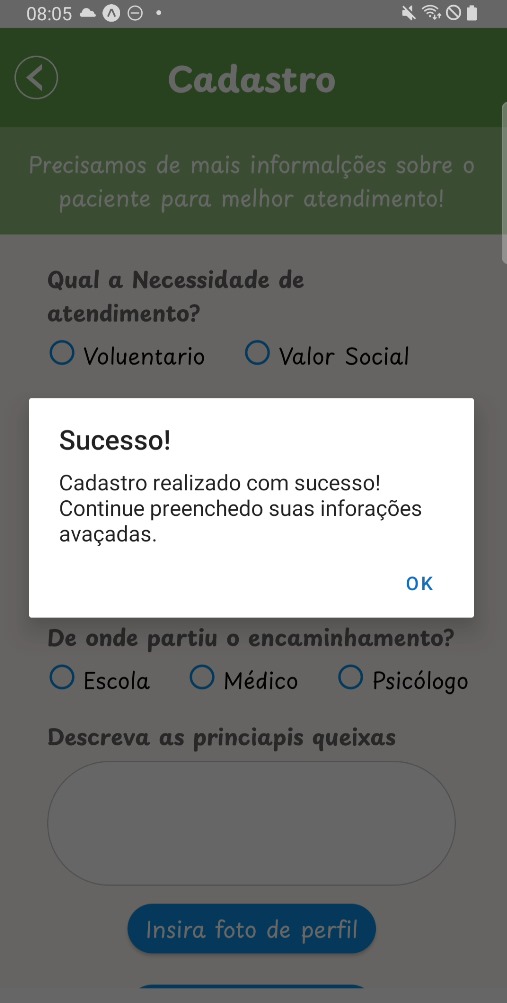 08:05
Cadastro
Precisamos de mais informalções sobre o
paciente para melhor atendimento!
Qual a Necessidade de
atendimento?
Voluentario Valor Social
Sucesso!
Cadastro realizado com sucesso!
Continue preenchedo suas inforações
avaçadas.
OK
De onde partiu o encaminhamento?
Escola Médico Psicólogo
Descreva as princiapis queixas
Insira foto de perfil